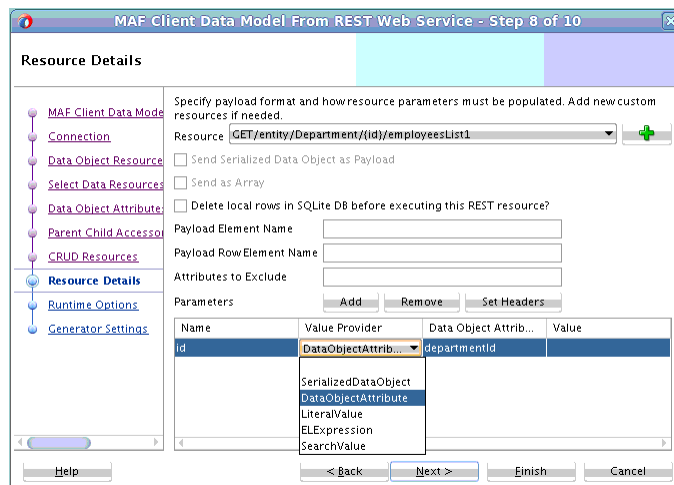 MAF Client Data Model From REST Web Service - Step 8 of 10
Resource Details
MAF Client Data Mode
Connection
Data Object Resource
Select Data Resources
Data Object Attribute
Parent Child Accessor
CRUD Resources
Resource Details
Runtime Options
Generator Settings
Specify payload format and how resource parameters must be populated. Add new custom
resources if needed.
Resource GET/entity/Department/{id}/employeesList1
Send Serialized Data Object as Payload
Send as Array
Delete local rows in SQLite DB before executing this REST resource?
Payload Element Name
Payload Row Element Name
Attributes to Exclude
Parameters Add Remove Set Headers
Name Value Provider Data Object Attrib... Value
id DataObjectAttrib... departmentId
SerializedDataObject
DataObjectAttribute
LiteralValue
ELExpression
SearchValue
Help < Back Next > Finish Cancel